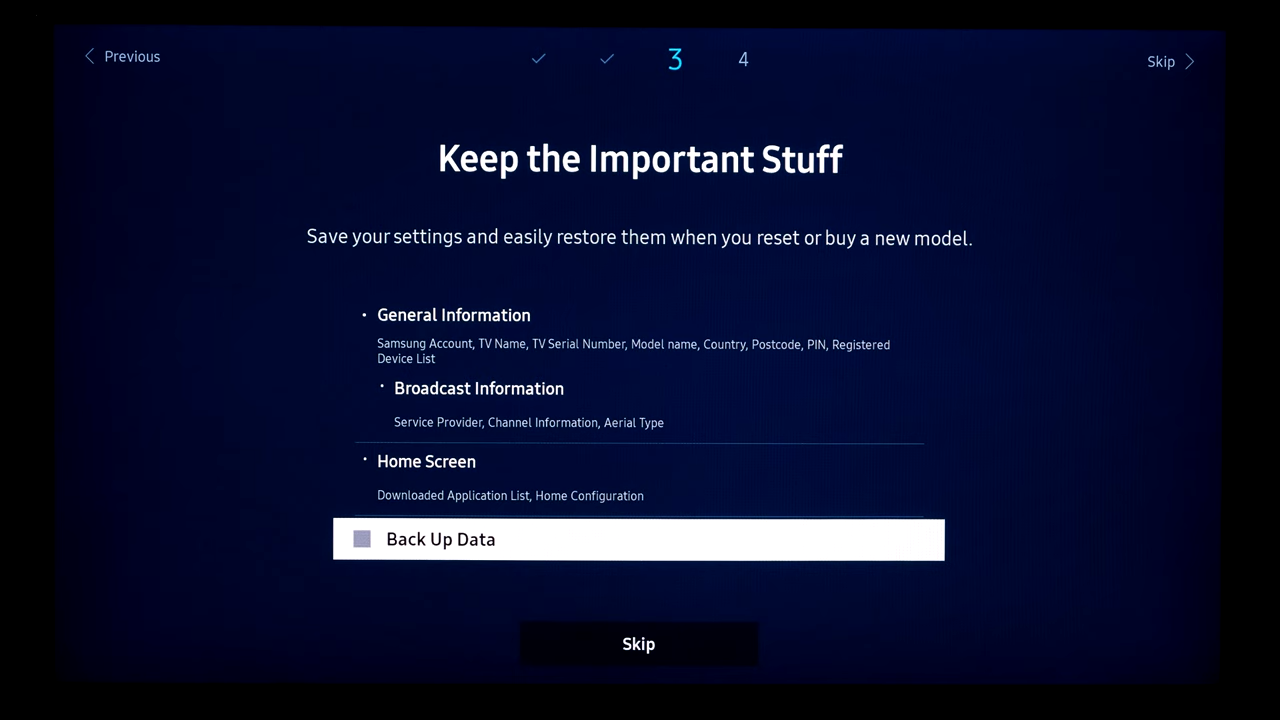 Previous
3
4
Skip
Keep the Important Stuff
Save your settings and easily restore them when you reset or buy a new model.
• General Information
Samsung Account, TV Name, TV Serial Number, Model name, Country, Postcode, PIN, Registered
Device List
• Broadcast Information
Service Provider, Channel Information, Aerial Type
• Home Screen
Downloaded Application List, Home Configuration
Back Up Data
Skip